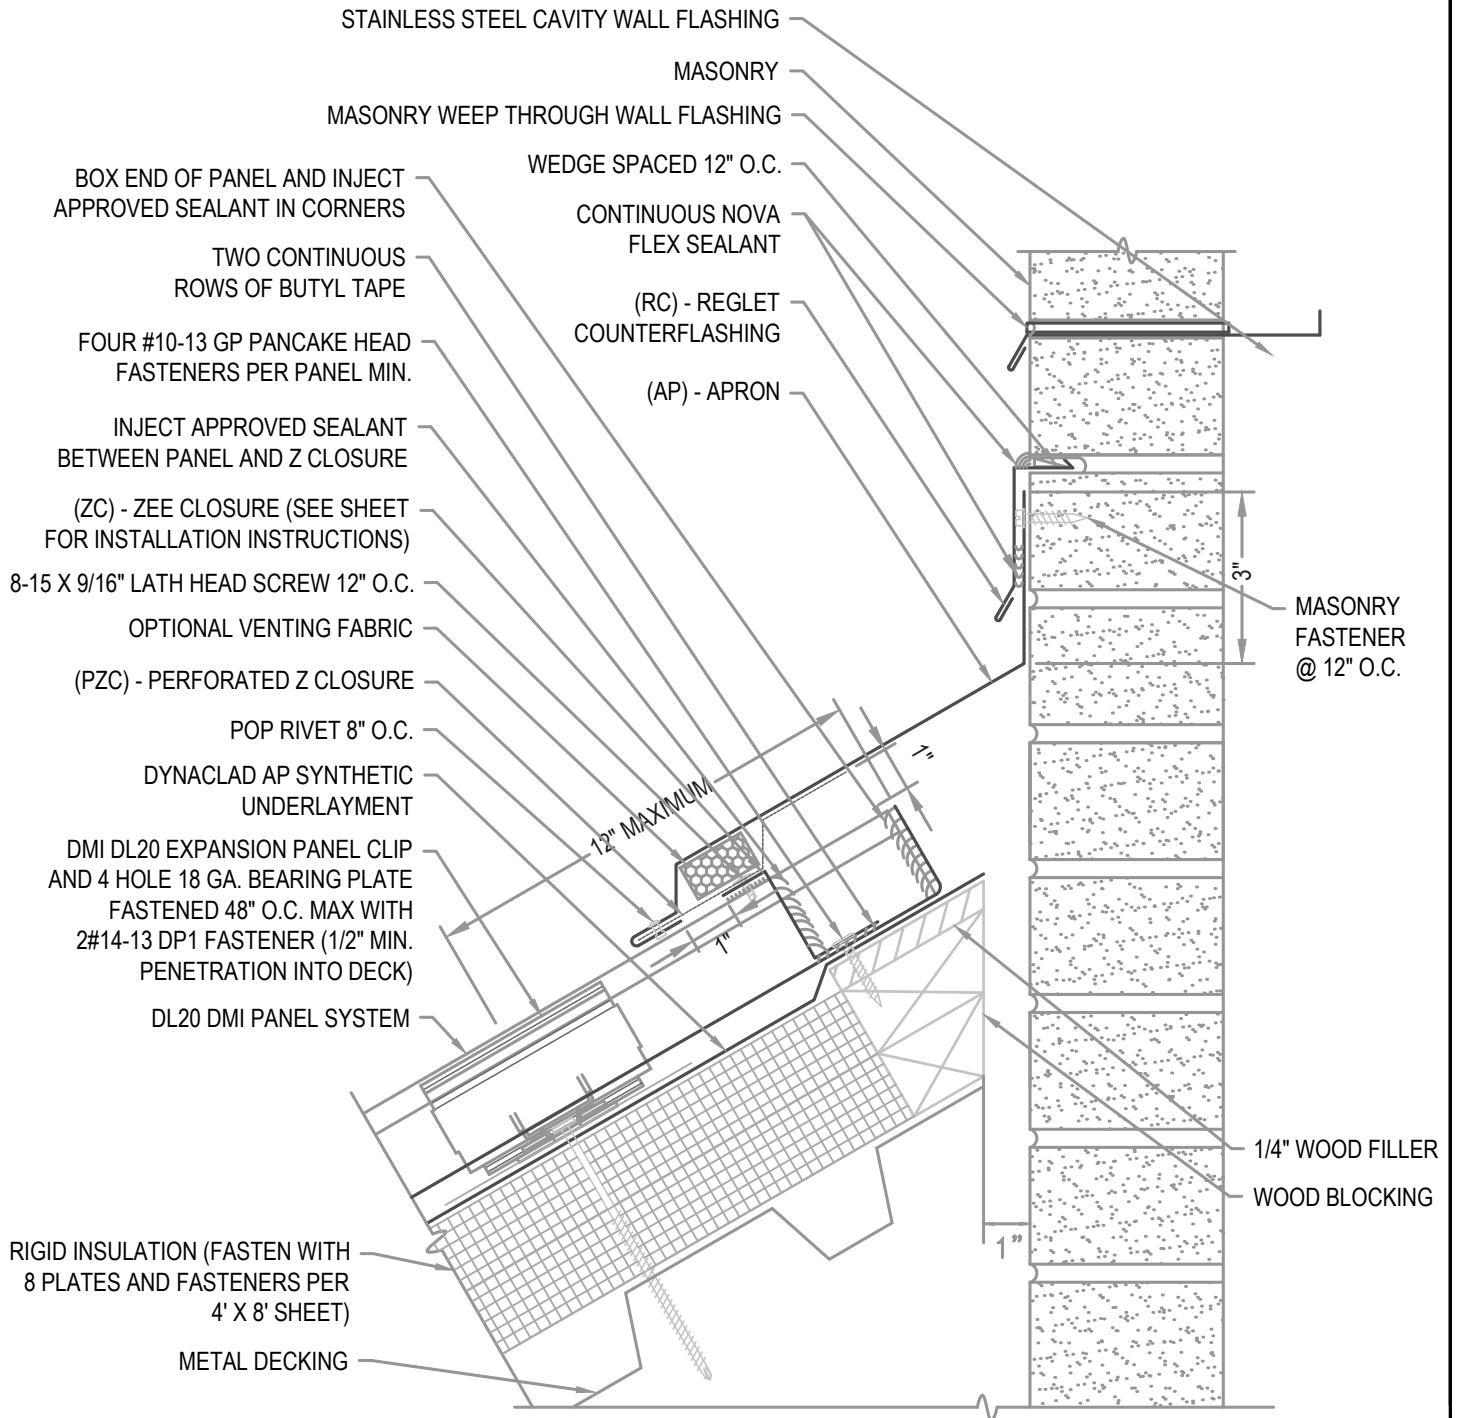 STAINLESS STEEL CAVITY WALL FLASHING
MASONRY
MASONRY WEEP THROUGH WALL FLASHING
WEDGE SPACED 12" O.C.
BOX END OF PANEL AND INJECT
APPROVED SEALANT IN CORNERS
CONTINUOUS NOVA
FLEX SEALANT
TWO CONTINUOUS
ROWS OF BUTYL TAPE
(RC) - REGLET
COUNTERFLASHING
FOUR #10-13 GP PANCAKE HEAD
FASTENERS PER PANEL MIN.
(AP) - APRON
INJECT APPROVED SEALANT
BETWEEN PANEL AND Z CLOSURE
(ZC) - ZEE CLOSURE (SEE SHEET
FOR INSTALLATION INSTRUCTIONS)
8-15 X 9/16" LATH HEAD SCREW 12" O.C.
OPTIONAL VENTING FABRIC
(PZC) - PERFORATED Z CLOSURE
POP RIVET 8" O.C.
DYNACLAD AP SYNTHETIC
UNDERLAYMENT
DMI DL20 EXPANSION PANEL CLIP
AND 4 HOLE 18 GA. BEARING PLATE
FASTENED 48" O.C. MAX WITH
2#14-13 DP1 FASTENER (1/2" MIN.
PENETRATION INTO DECK)
DL20 DMI PANEL SYSTEM
RIGID INSULATION (FASTEN WITH
8 PLATES AND FASTENERS PER
4' X 8' SHEET)
METAL DECKING
3"
MASONRY
FASTENER
@ 12" O.C.
1"
12" MAXIMUM
1"
1/4" WOOD FILLER
WOOD BLOCKING
1"